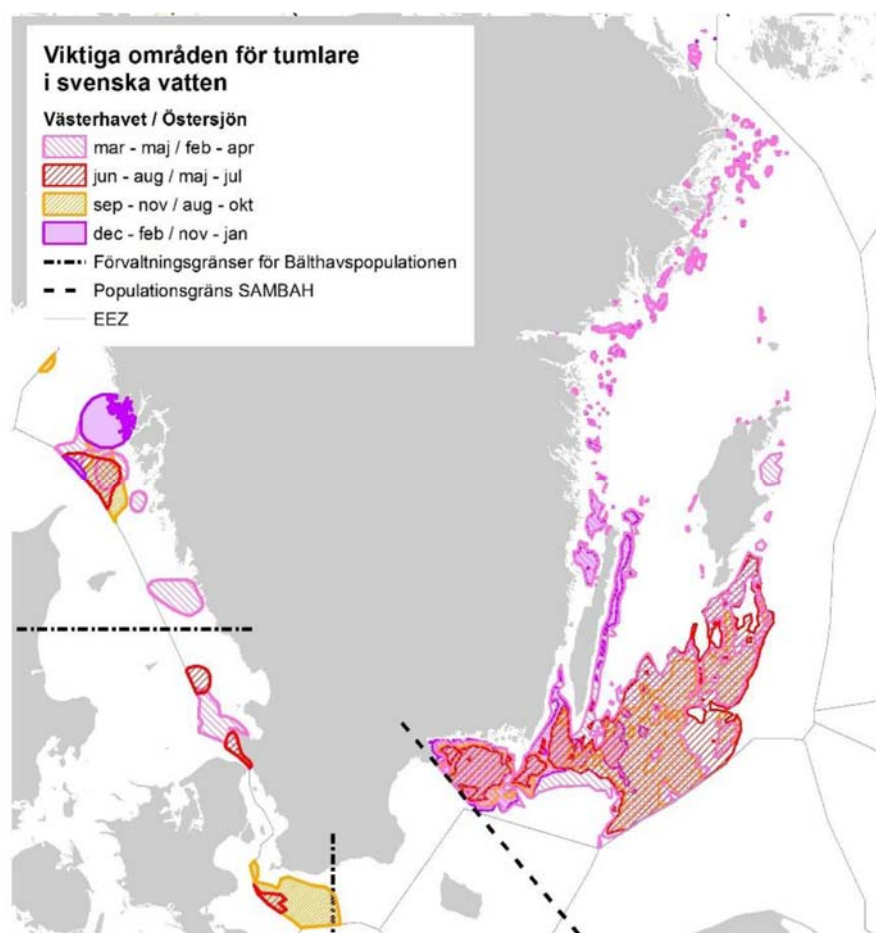 Viktiga områden för tumlare
i svenska vatten
Västerhavet / Östersjön
mar - maj / feb - apr
jun - aug / maj - jul
sep - nov / aug - okt
dec - feb / nov - jan
Förvaltningsgränser för Bälthavspopulationen
Populationsgräns SAMBAH
EEZ